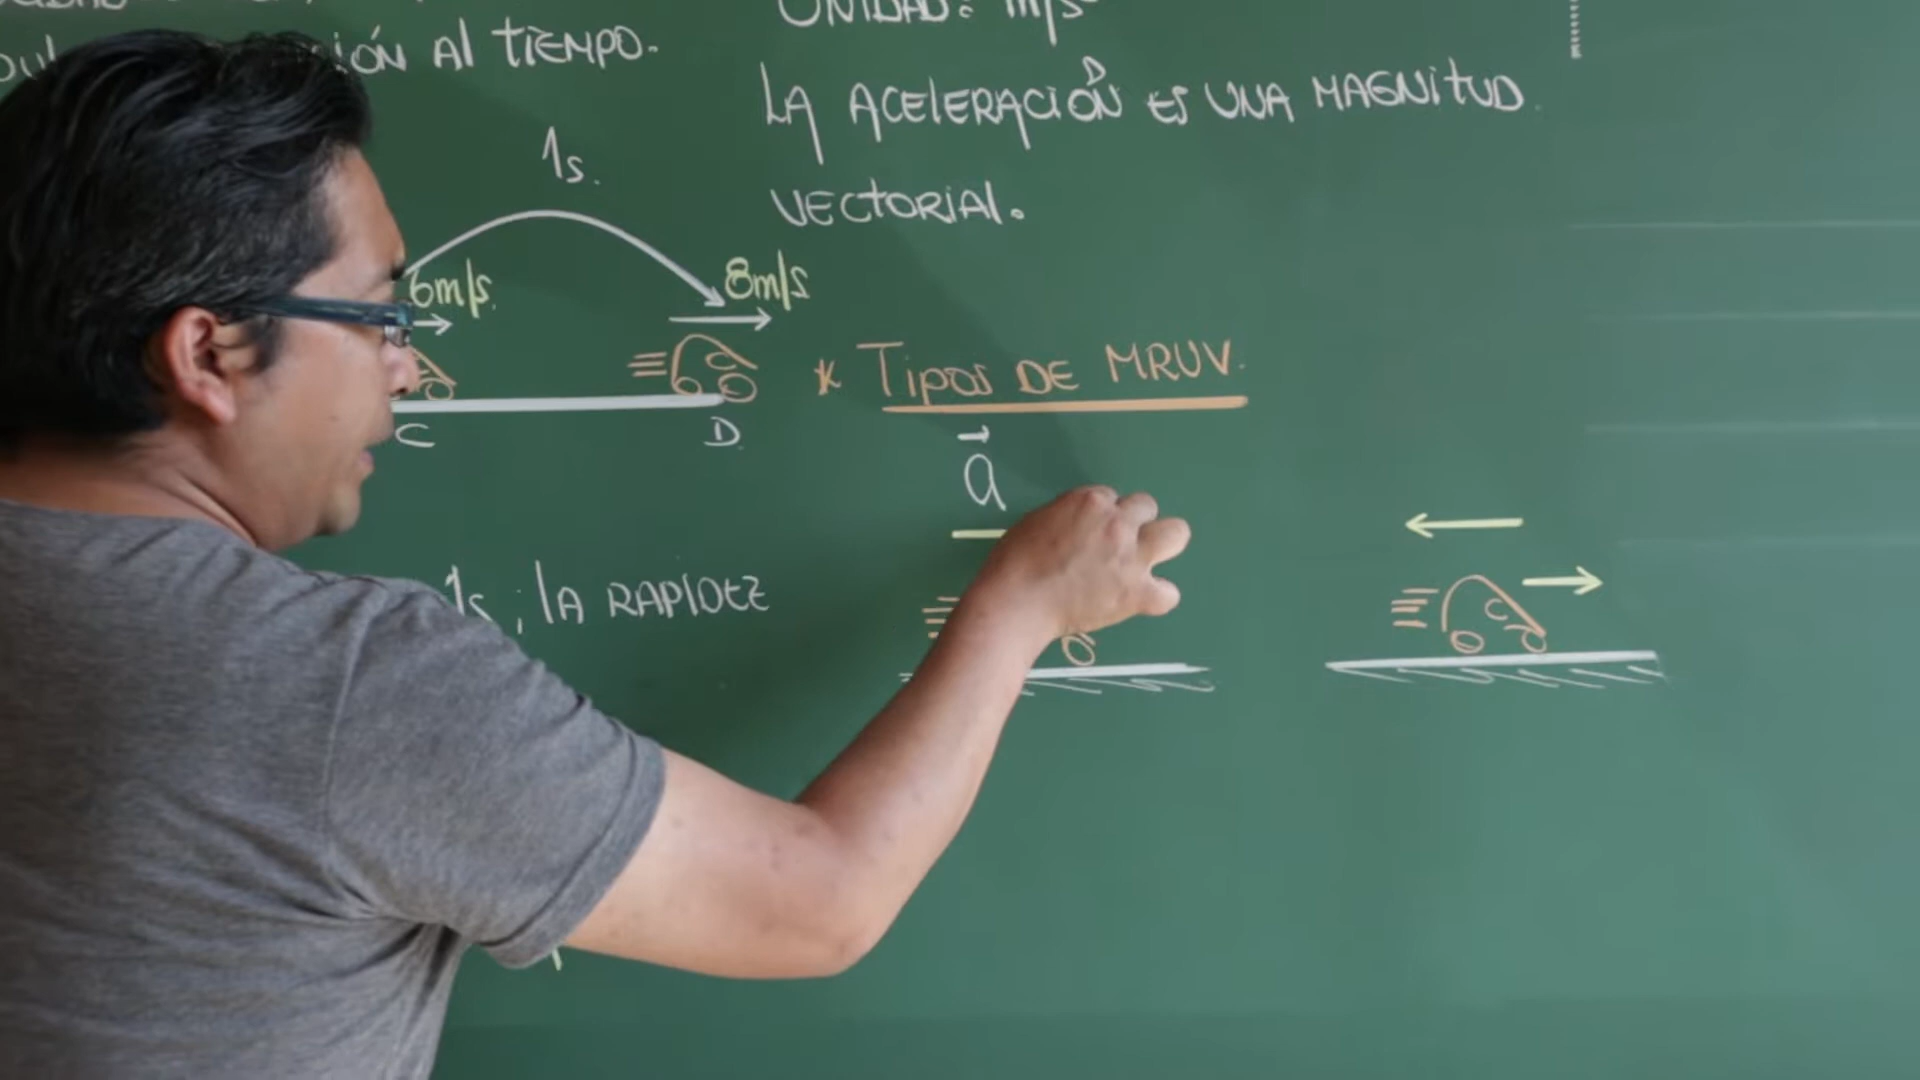 ión AL TIEMPO.
1s.
6m/s.
8m/s
C
D
1s ; LA RAPIDEZ
UNIDAD: m/s
LA ACELERACIÓN ES UNA MAGNITUD
VECTORIAL.
* TIPOS DE MRUV.
a